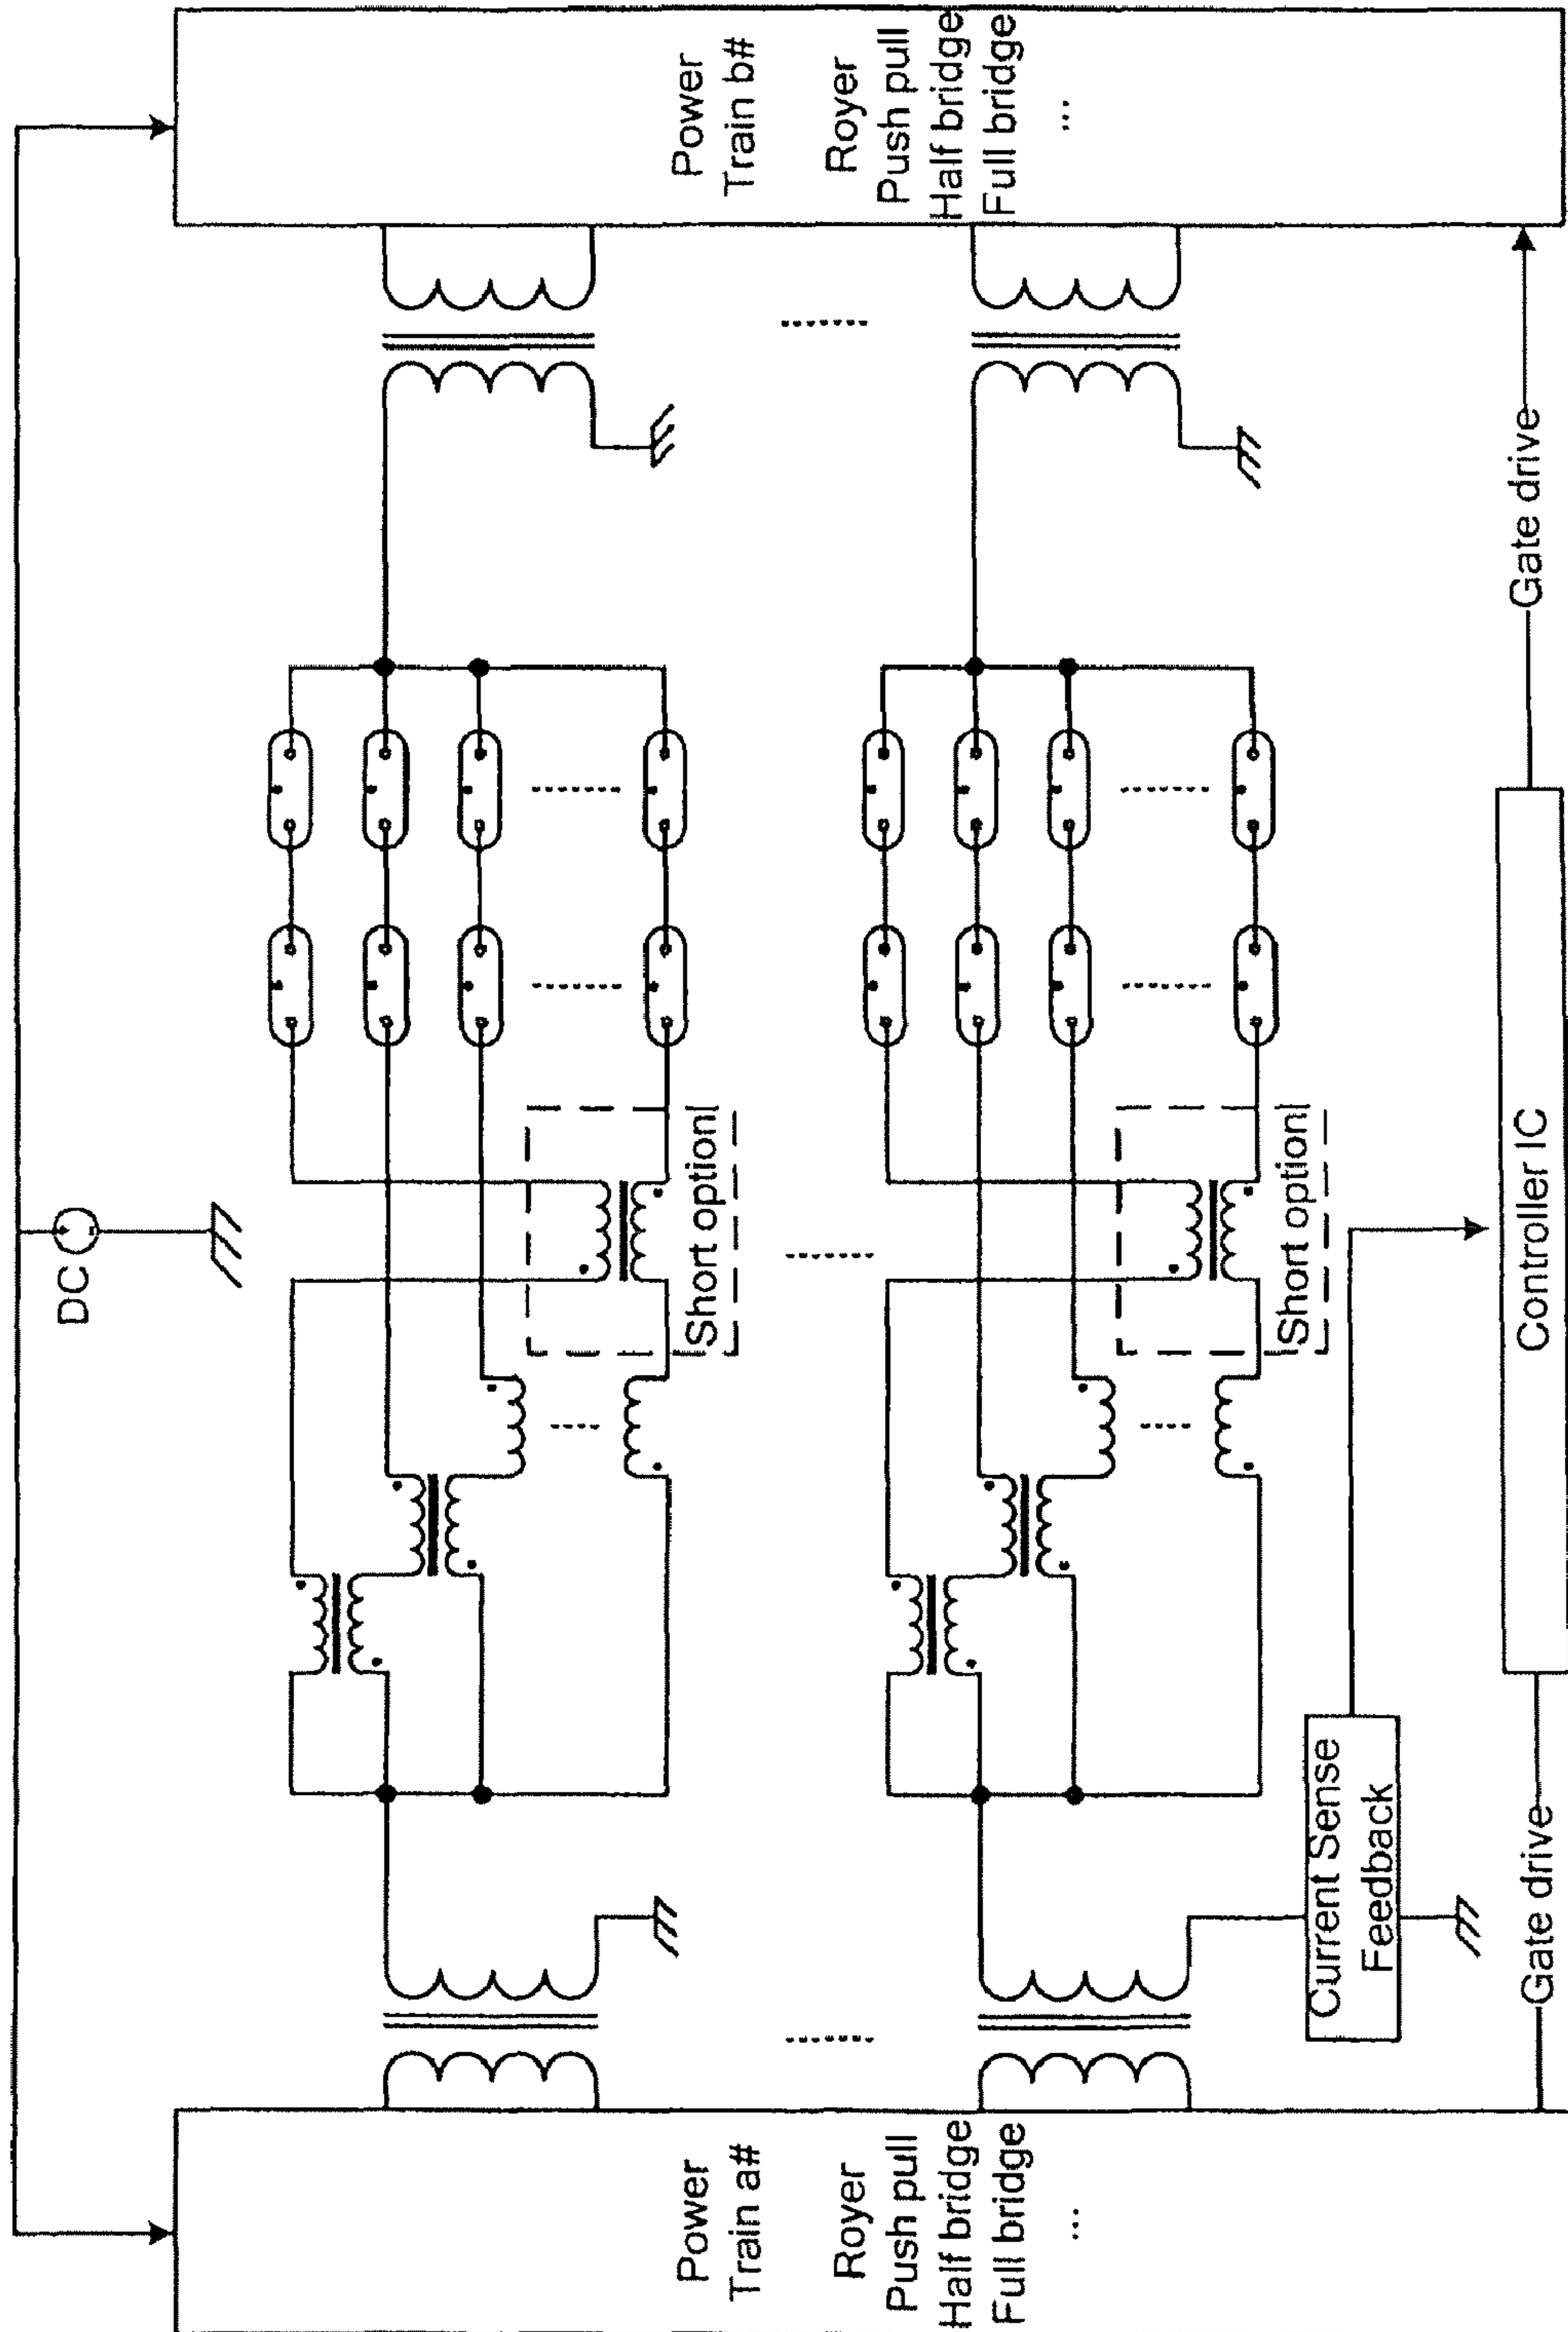 DC
Power
Train a#
Royer
Push pull
Half bridge
Full bridge
...
Power
Train b#
Royer
Push pull
Half bridge
Full bridge
...
Short option
Short option
Current Sense
Feedback
Gate drive
Controller IC
Gate drive